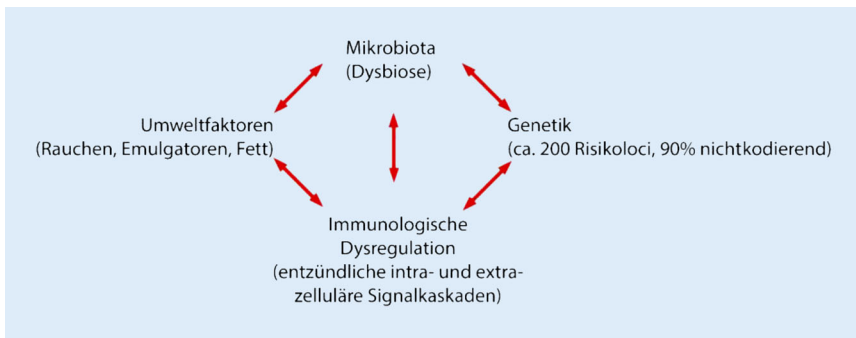 Mikrobiota
(Dysbiose)
Umweltfaktoren
(Rauchen, Emulgatoren, Fett)
Genetik
(ca. 200 Risikoloci, 90% nichtkodierend)
Immunologische
Dysregulation
(entzündliche intra- und extra-
zelluläre Signalkaskaden)